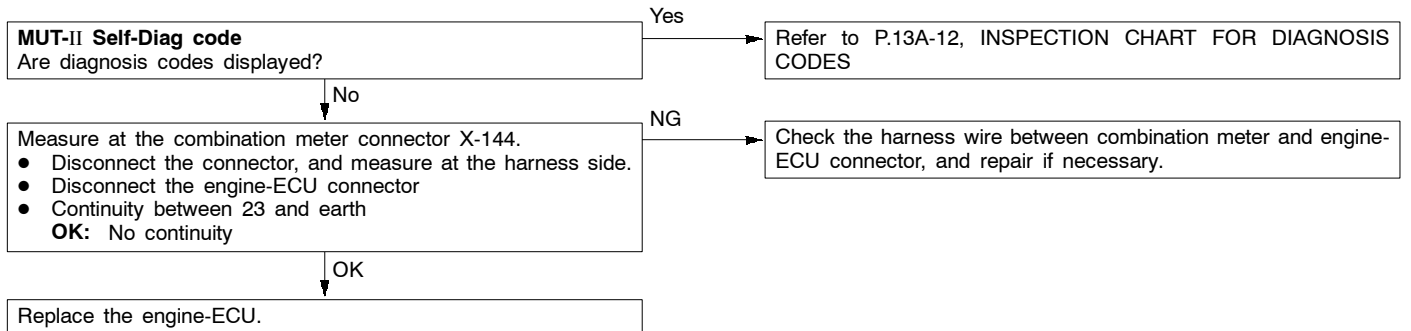 Yes
MUT-II Self-Diag code
Are diagnosis codes displayed?
Refer to P.13A-12, INSPECTION CHART FOR DIAGNOSIS
CODES
No
NG
Measure at the combination meter connector X-144.
● Disconnect the connector, and measure at the harness side.
● Disconnect the engine-ECU connector
● Continuity between 23 and earth
OK: No continuity
Check the harness wire between combination meter and engine-
ECU connector, and repair if necessary.
OK
Replace the engine-ECU.